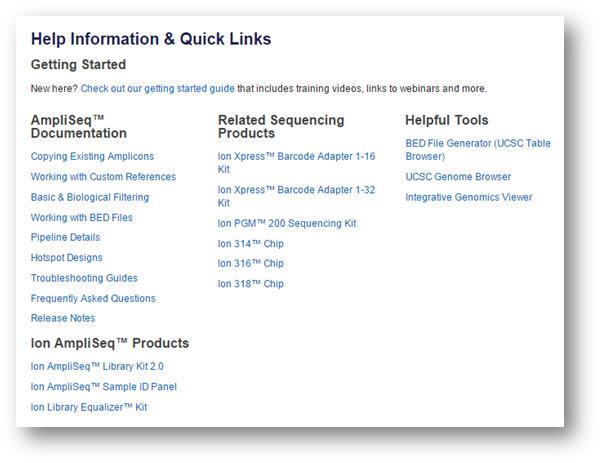 Help Information & Quick Links
Getting Started
New here? Check out our getting started guide that includes training videos, links to webinars and more.
AmpliSeq™
Documentation
Copying Existing Amplicons
Working with Custom References
Basic & Biological Filtering
Working with BED Files
Pipeline Details
Hotspot Designs
Troubleshooting Guides
Frequently Asked Questions
Release Notes
Ion AmpliSeq™ Products
Ion AmpliSeq™ Library Kit 2.0
Ion AmpliSeq™ Sample ID Panel
Ion Library Equalizer™ Kit
Related Sequencing
Products
Ion Xpress™ Barcode Adapter 1-16
Kit
Ion Xpress™ Barcode Adapter 1-32
Kit
Ion PGM™ 200 Sequencing Kit
Ion 314™ Chip
Ion 316™ Chip
Ion 318™ Chip
Helpful Tools
BED File Generator (UCSC Table
Browser)
UCSC Genome Browser
Integrative Genomics Viewer